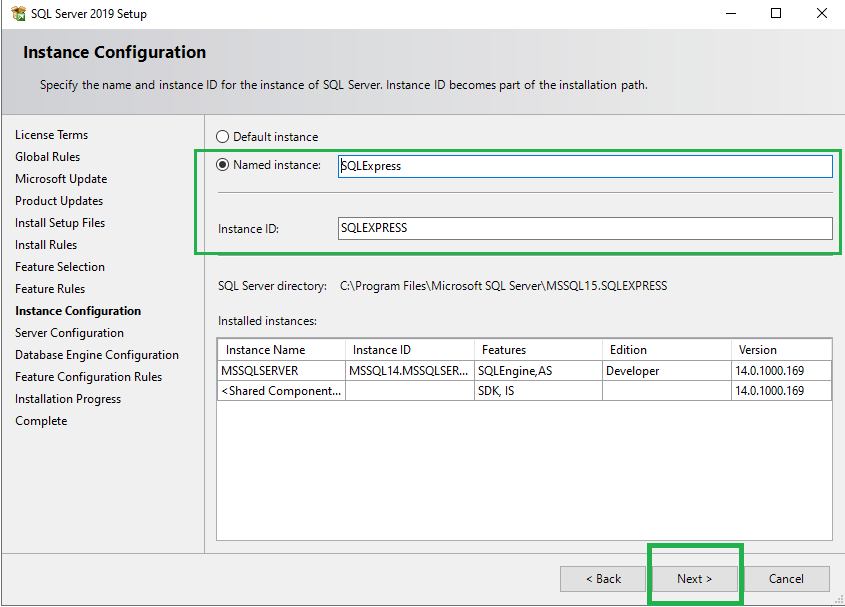 SQL Server 2019 Setup
Instance Configuration
Specify the name and instance ID for the instance of SQL Server. Instance ID becomes part of the installation path.
License Terms
Global Rules
Microsoft Update
Product Updates
Install Setup Files
Install Rules
Feature Selection
Feature Rules
Instance Configuration
Server Configuration
Database Engine Configuration
Feature Configuration Rules
Installation Progress
Complete
Default instance
Named instance: SQLExpress
Instance ID: SQLEXPRESS
SQL Server directory: C:\Program Files\Microsoft SQL Server\MSSQL15.SQLEXPRESS
Installed instances:
Instance Name Instance ID Features Edition Version
MSSQLSERVER MSSQL14.MSSQLSER... SQLEngine,AS Developer 14.0.1000.169
<Shared Component... SDK, IS 14.0.1000.169
< Back Next > Cancel